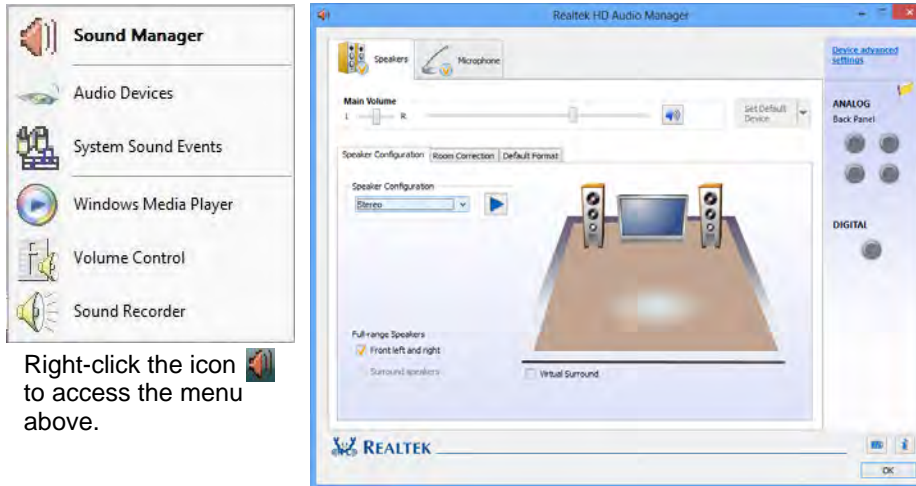 Sound Manager
Audio Devices
System Sound Events
Windows Media Player
Volume Control
Sound Recorder
Right-click the icon
to access the menu
above.
Realtek HD Audio Manager
Speakers
Microphone
Device advanced
settings
Main Volume
L R
Set Default
Device
ANALOG
Back Panel
Speaker Configuration Room Correction Default Format
Speaker Configuration
Stereo
DIGITAL
Full-range Speakers
Front left and right
Surround speakers
Virtual Surround
REALTEK
OK